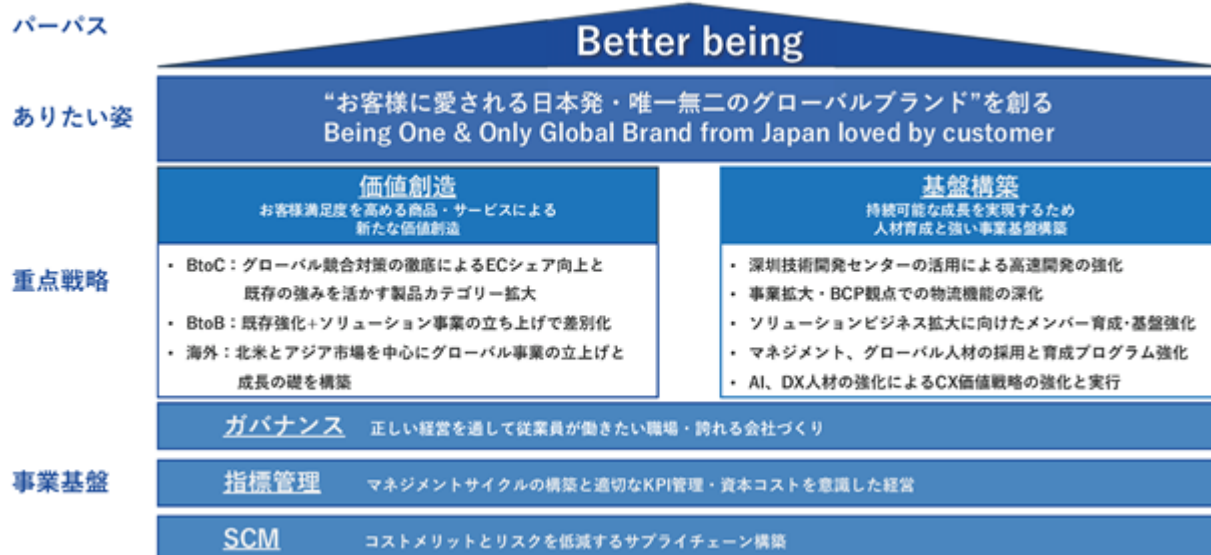 パーパス
Better being
ありたい姿
“お客様に愛される日本発・唯一無二のグローバルブランド”を創る
Being One & Only Global Brand from Japan loved by customer
重点戦略
価値創造
お客様満足度を高める商品・サービスによる
新たな価値創造
・ BtoC：グローバル競合対策の徹底によるECシェア向上と
既存の強みを活かす製品カテゴリー拡大
・ BtoB：既存強化+ソリューション事業の立ち上げで差別化
・ 海外：北米とアジア市場を中心にグローバル事業の立上げと
成長の礎を構築
基盤構築
持続可能な成長を実現するため
人材育成と強い事業基盤構築
・ 深圳技術開発センターの活用による高速開発の強化
・ 事業拡大・BCP観点での物流機能の深化
・ ソリューションビジネス拡大に向けたメンバー育成・基盤強化
・ マネジメント、グローバル人材の採用と育成プログラム強化
・ AI、DX人材の強化によるCX価値戦略の強化と実行
事業基盤
ガバナンス 正しい経営を通して従業員が働きたい職場・誇れる会社づくり
指標管理 マネジメントサイクルの構築と適切なKPI管理・資本コストを意識した経営
SCM コストメリットとリスクを低減するサプライチェーン構築